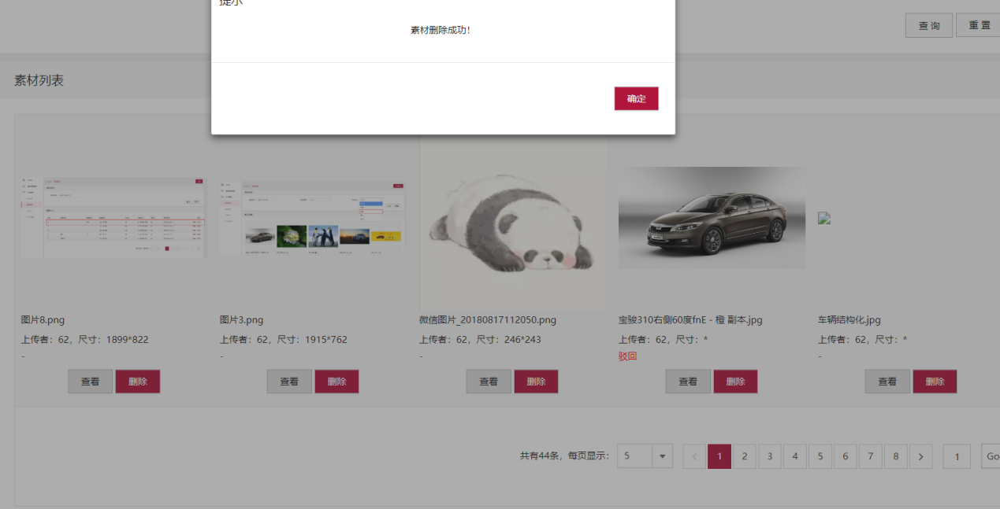 提示
素材删除成功！
确定
查 询
重 置
素材列表
图片8.png
上传者：62，尺寸：1899*822
-
查看
删除
图片3.png
上传者：62，尺寸：1915*762
-
查看
删除
微信图片_20180817112050.png
上传者：62，尺寸：246*243
-
查看
删除
宝骏310右侧60度fnE - 橙 副本.jpg
上传者：62，尺寸：*
驳回
查看
删除
车辆结构化.jpg
上传者：62，尺寸：*
-
查看
删除
共有44条，每页显示： 5 < 1 2 3 4 5 6 7 8 > 1 Go